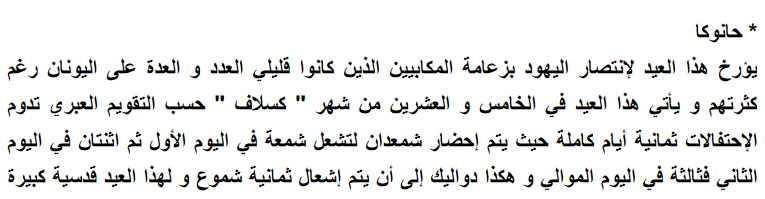 * حانوكا
يؤرخ هذا العيد لإنتصار اليهود بزعامة المكابيين الذين كانوا قليلي العدد و العدة على اليونان رغم
كثرتهم و يأتي هذا العيد في الخامس و العشرين من شهر " كسلاف " حسب التقويم العبري تدوم
الإحتفالات ثمانية أيام كاملة حيث يتم إحضار شمعدان لتشعل شمعة في اليوم الأول ثم اثنتان في اليوم
الثاني فثالثة في اليوم الموالي و هكذا دواليك إلى أن يتم إشعال ثمانية شموع و لهذا العيد قدسية كبيرة